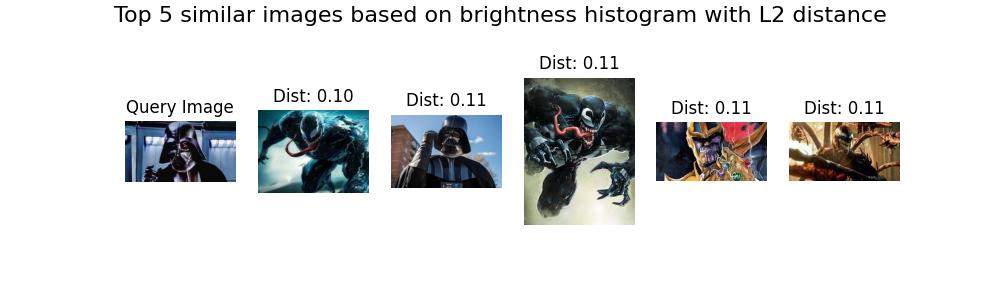 Top 5 similar images based on brightness histogram with L2 distance
Query Image
Dist: 0.10
Dist: 0.11
Dist: 0.11
Dist: 0.11
Dist: 0.11